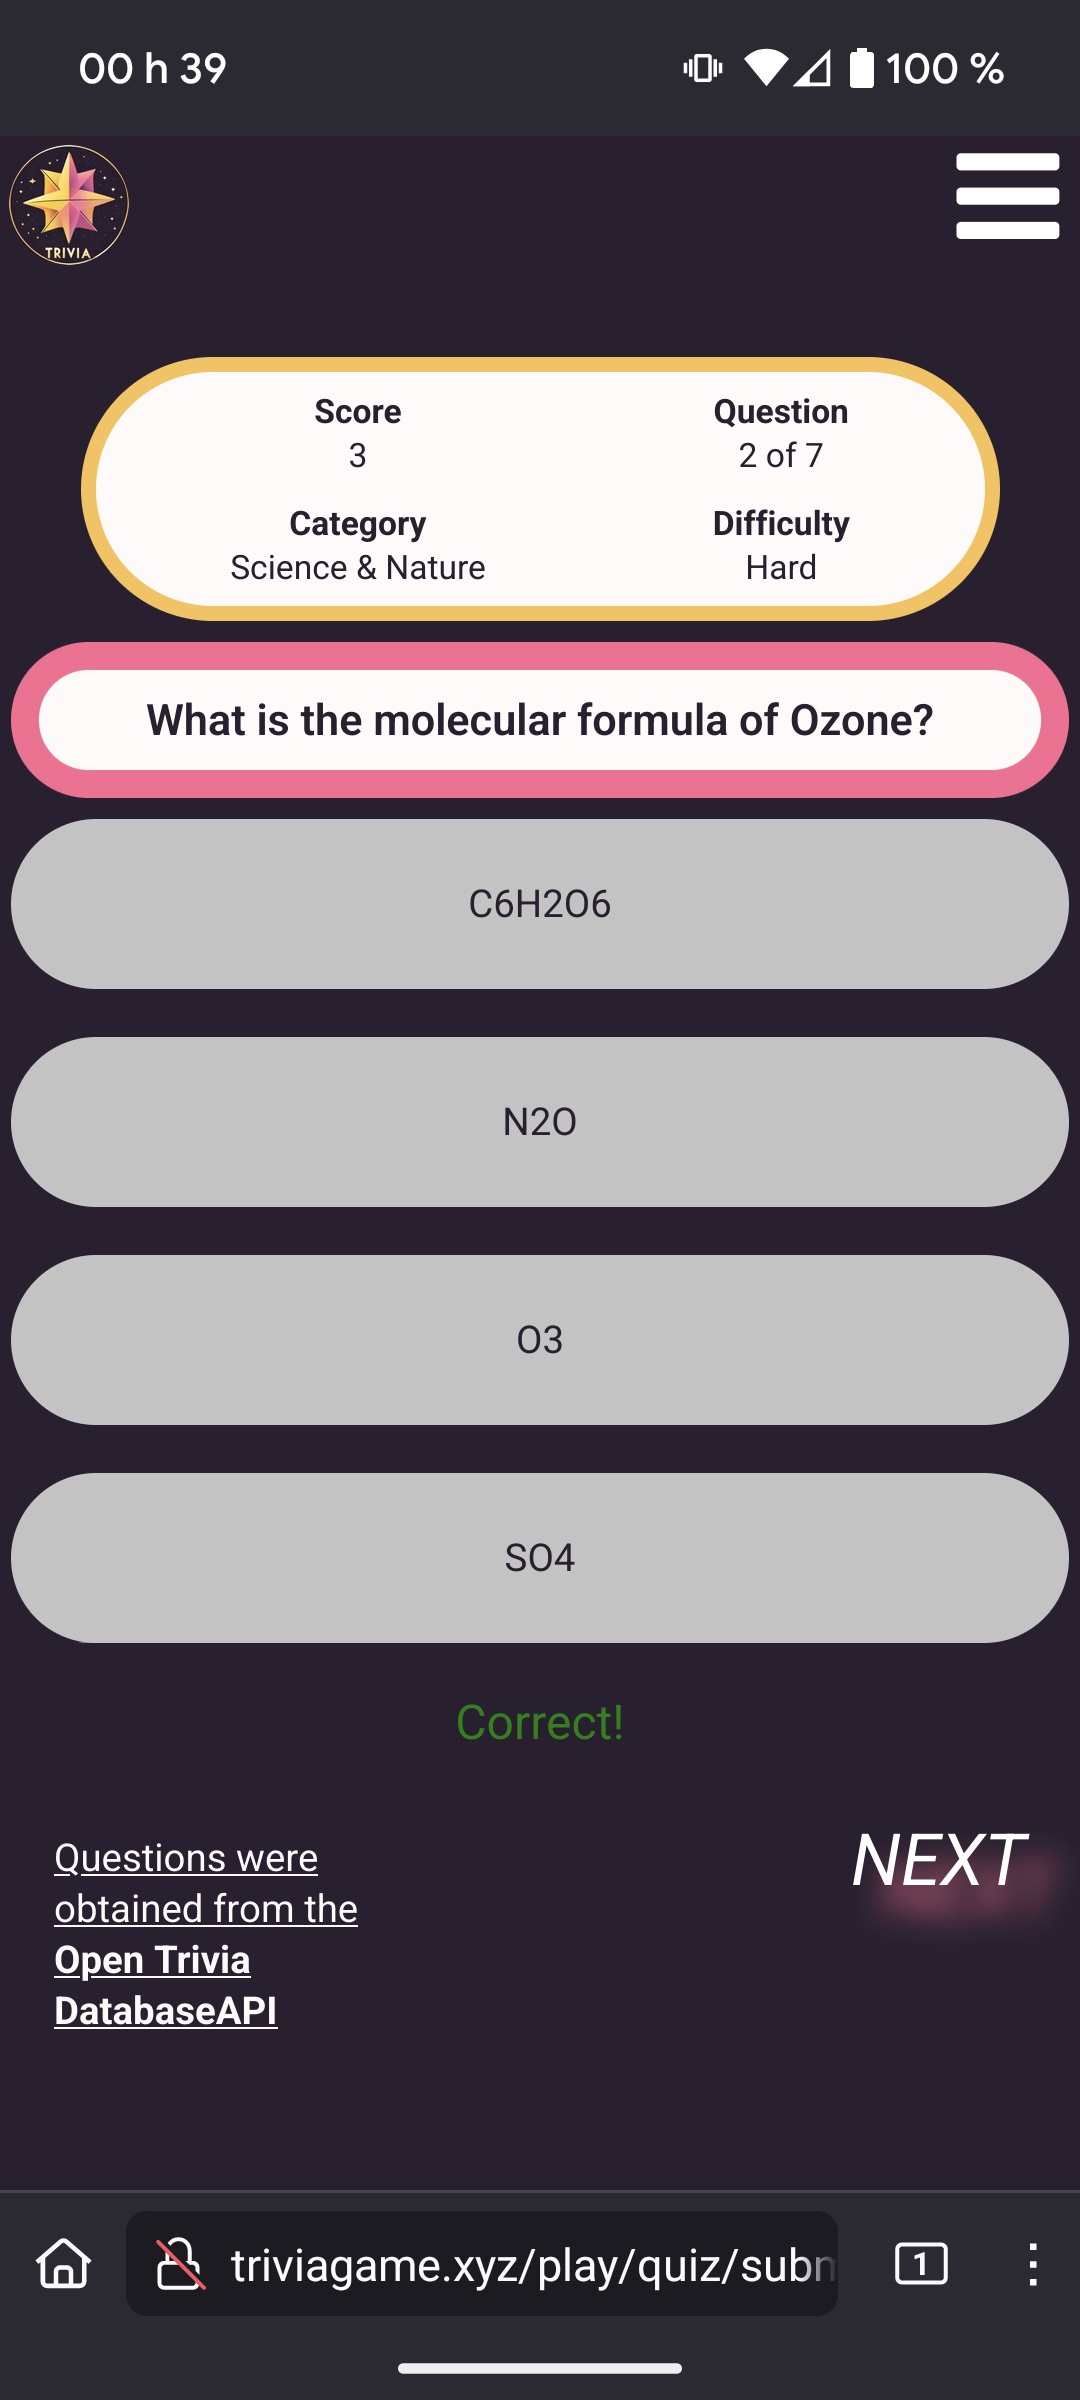 00 h 39
100 %
TRIVIA
Score
3
Question
2 of 7
Category
Science & Nature
Difficulty
Hard
What is the molecular formula of Ozone?
C6H2O6
N2O
O3
SO4
Correct!
Questions were
obtained from the
Open Trivia
DatabaseAPI
NEXT
triviagame.xyz/play/quiz/subm
1